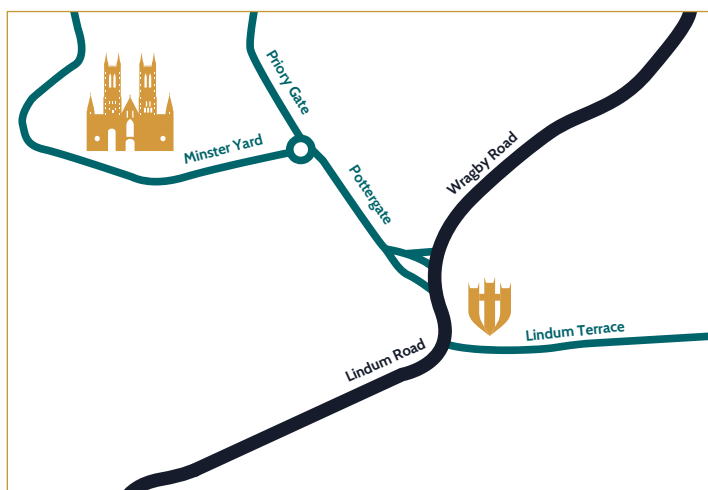 Priory Gate
Minster Yard
Wragby Road
Pottergate
Lindum Terrace
Lindum Road